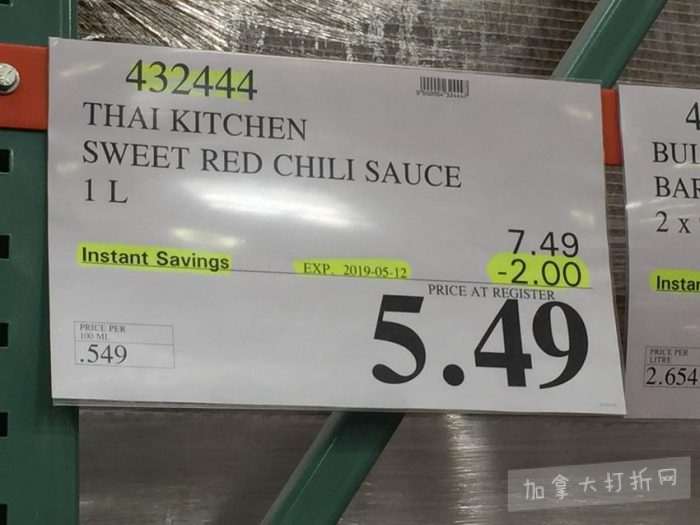 432444
THAI KITCHEN
SWEET RED CHILI SAUCE
1 L
7.49
Instant Savings EXP. 2019-05-12 -2.00
PRICE AT REGISTER
5.49
PRICE PER
100 ML
.549
4
BUL
BAR
2 x
Instan
PRICE PER
LITRE
2.654
加拿大打折网